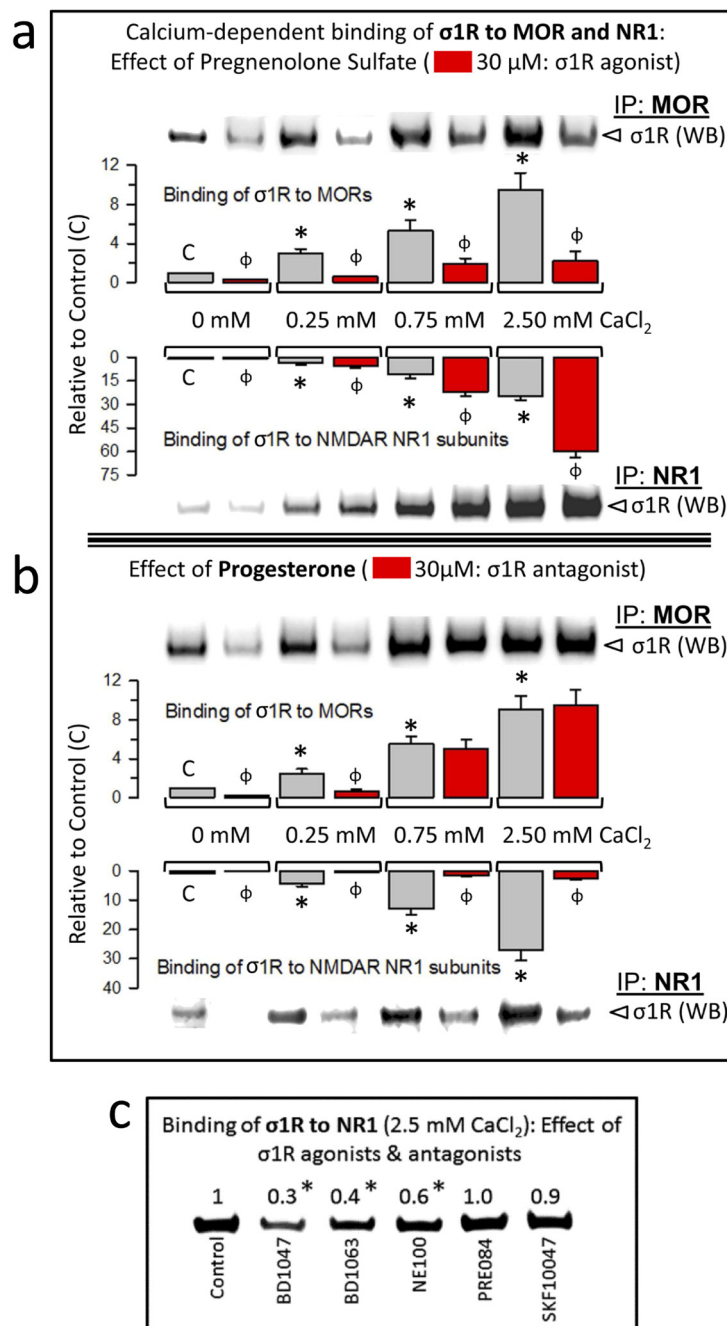 a
Calcium-dependent binding of σ1R to MOR and NR1:
Effect of Pregnenolone Sulfate ( 30 μM: σ1R agonist)
IP: MOR
◁ σ1R (WB)
12
8
4
0
Binding of σ1R to MORs
C ϕ * ϕ * ϕ * ϕ
0 mM 0.25 mM 0.75 mM 2.50 mM CaCl₂
Relative to Control (C)
0
15
30
45
60
75
C ϕ * ϕ * ϕ * ϕ
Binding of σ1R to NMDAR NR1 subunits
IP: NR1
◁ σ1R (WB)
b
Effect of Progesterone ( 30μM: σ1R antagonist)
IP: MOR
◁ σ1R (WB)
12
8
4
0
Binding of σ1R to MORs
C ϕ * ϕ * *
0 mM 0.25 mM 0.75 mM 2.50 mM CaCl₂
Relative to Control (C)
0
10
20
30
40
C ϕ * ϕ * ϕ * ϕ
Binding of σ1R to NMDAR NR1 subunits
IP: NR1
◁ σ1R (WB)
c
Binding of σ1R to NR1 (2.5 mM CaCl₂): Effect of
σ1R agonists & antagonists
1 0.3* 0.4* 0.6* 1.0 0.9
Control
BD1047
BD1063
NE100
PRE084
SKF10047